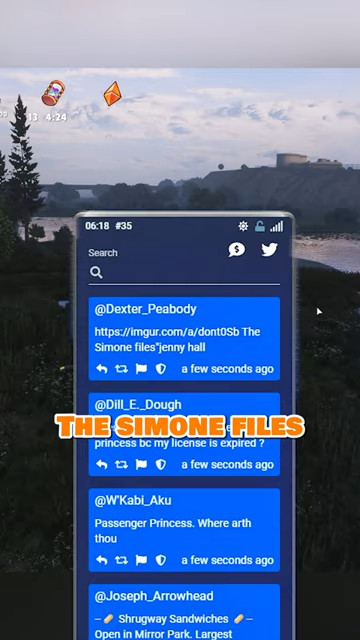 13 4:24
06:18 #35
Search
@Dexter_Peabody
https://imgur.com/a/dont0Sb The
Simone files"jenny hall
a few seconds ago
@Dill_E._Dough
THE SIMONE FILES
princess bc my license is expired ?
a few seconds ago
@W'Kabi_Aku
Passenger Princess. Where arth
thou
a few seconds ago
@Joseph_Arrowhead
–🥖 Shrugway Sandwiches 🥖–
Open in Mirror Park. Largest